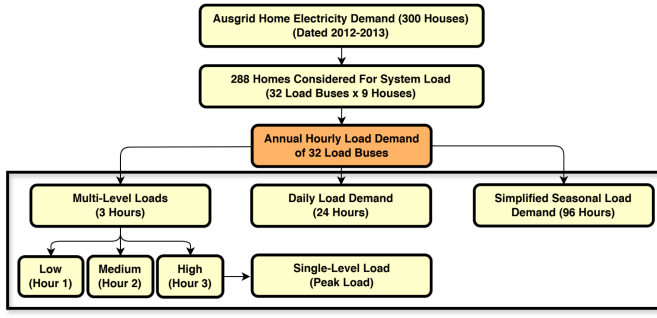 Ausgrid Home Electricity Demand (300 Houses)
(Dated 2012-2013)
288 Homes Considered For System Load
(32 Load Buses x 9 Houses)
Annual Hourly Load Demand
of 32 Load Buses
Multi-Level Loads
(3 Hours)
Daily Load Demand
(24 Hours)
Simplified Seasonal Load
Demand (96 Hours)
Low
(Hour 1)
Medium
(Hour 2)
High
(Hour 3)
Single-Level Load
(Peak Load)